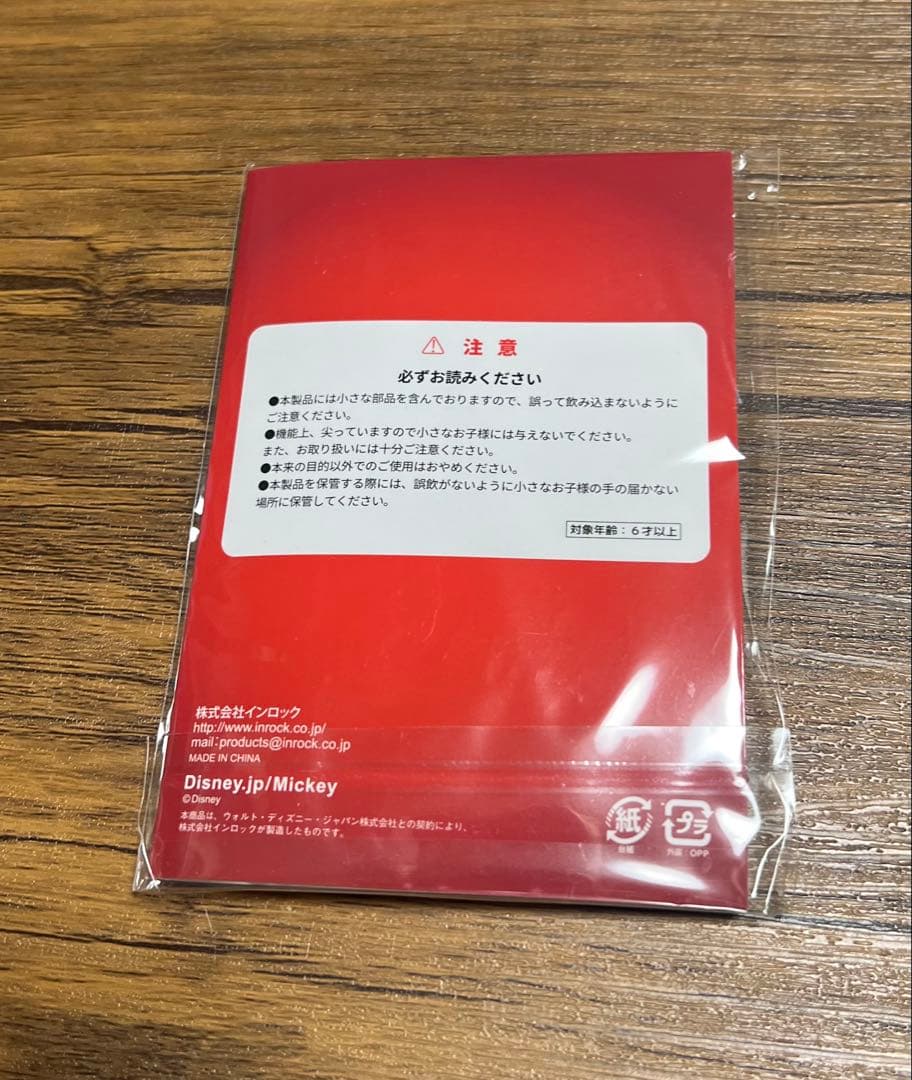 ⚠ 注意
必ずお読みください
●本製品には小さな部品を含んでおりますので、誤って飲み込まないように
ご注意ください。
●機能上、尖っていますので小さなお子様には与えないでください。
また、お取り扱いには十分ご注意ください。
●本来の目的以外でのご使用はおやめください。
●本製品を保管する際には、誤飲がないように小さなお子様の手の届かない
場所に保管してください。
対象年齢：6才以上
株式会社インロック
http://www.inrock.co.jp/
mail:products@inrock.co.jp
MADE IN CHINA
Disney.jp/Mickey
©Disney
本商品は、ウォルト・ディズニー・ジャパン株式会社との契約により、
株式会社インロックが製造したものです。
紙
台紙
プラ
外装：OPP